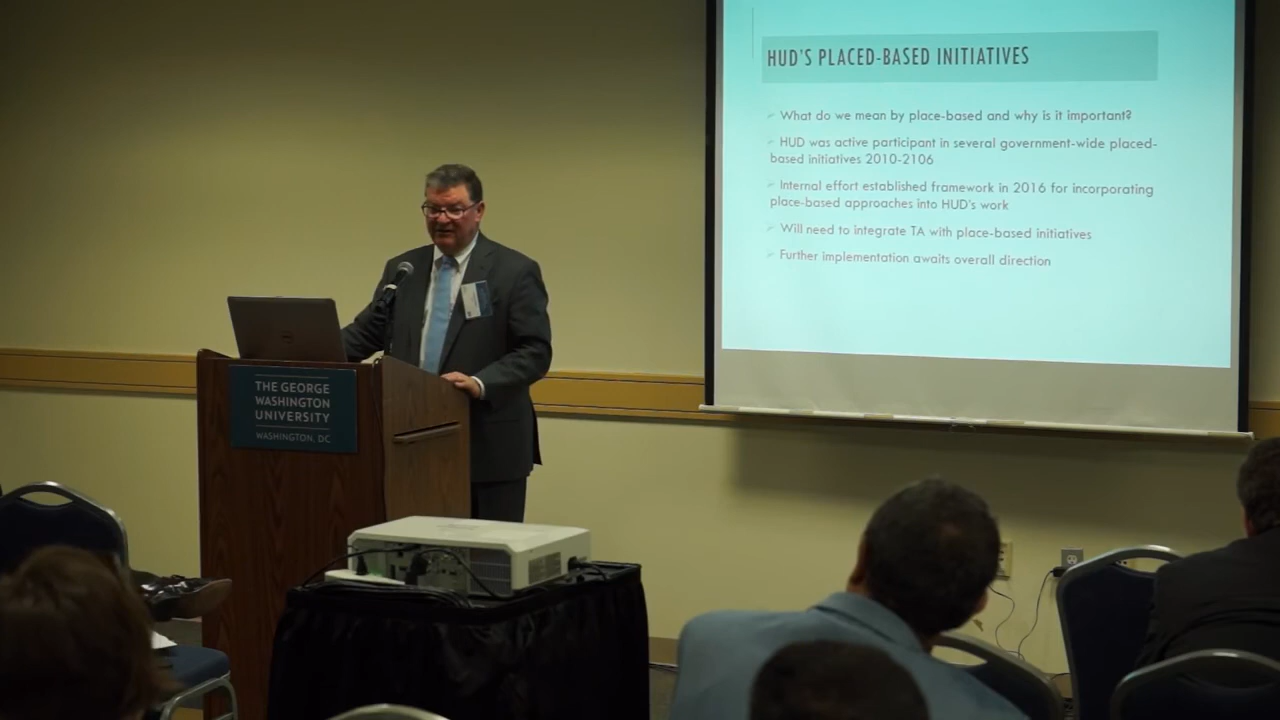 HUD'S PLACED-BASED INITIATIVES
What do we mean by place-based and why is it important?
HUD was active participant in several government-wide placed-
based initiatives 2010-2106
Internal effort established framework in 2016 for incorporating
place-based approaches into HUD's work
Will need to integrate TA with place-based initiatives
Further implementation awaits overall direction
THE GEORGE
WASHINGTON
UNIVERSITY
WASHINGTON, DC